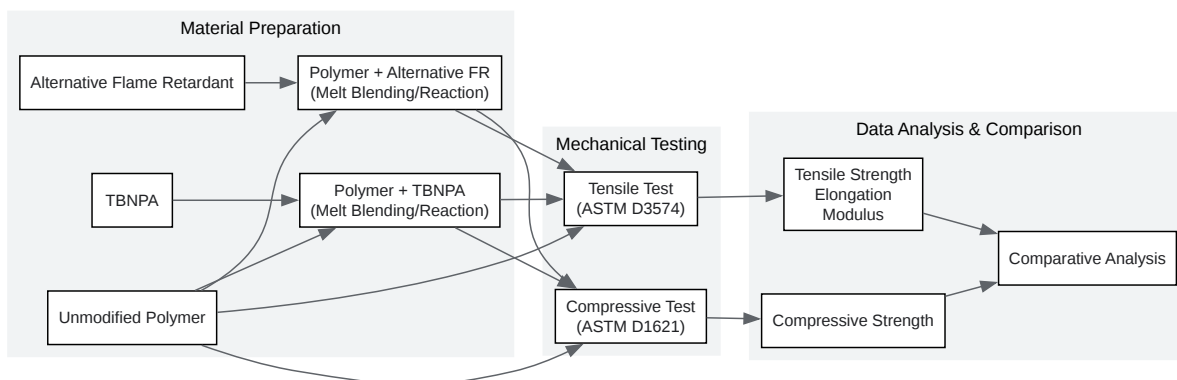 Material Preparation
Alternative Flame Retardant
Polymer + Alternative FR
(Melt Blending/Reaction)
TBNPA
Polymer + TBNPA
(Melt Blending/Reaction)
Unmodified Polymer
Mechanical Testing
Tensile Test
(ASTM D3574)
Compressive Test
(ASTM D1621)
Data Analysis & Comparison
Tensile Strength
Elongation
Modulus
Compressive Strength
Comparative Analysis